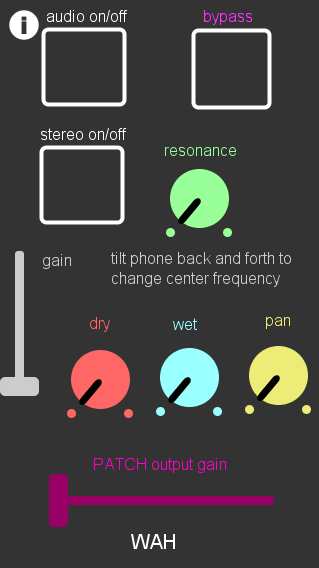 i
audio on/off
bypass
stereo on/off
resonance
gain
tilt phone back and forth to
change center frequency
dry
wet
pan
PATCH output gain
WAH